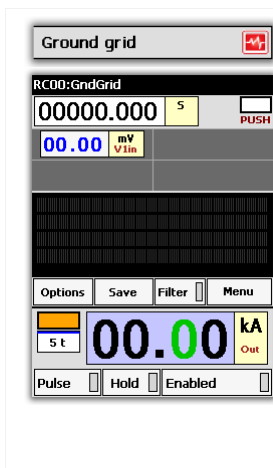 Ground grid
RC00:GndGrid
00000.000 S
PUSH
00.00 mV
V1in
Options Save Filter Menu
5 t 00.00 kA
Out
Pulse Hold Enabled